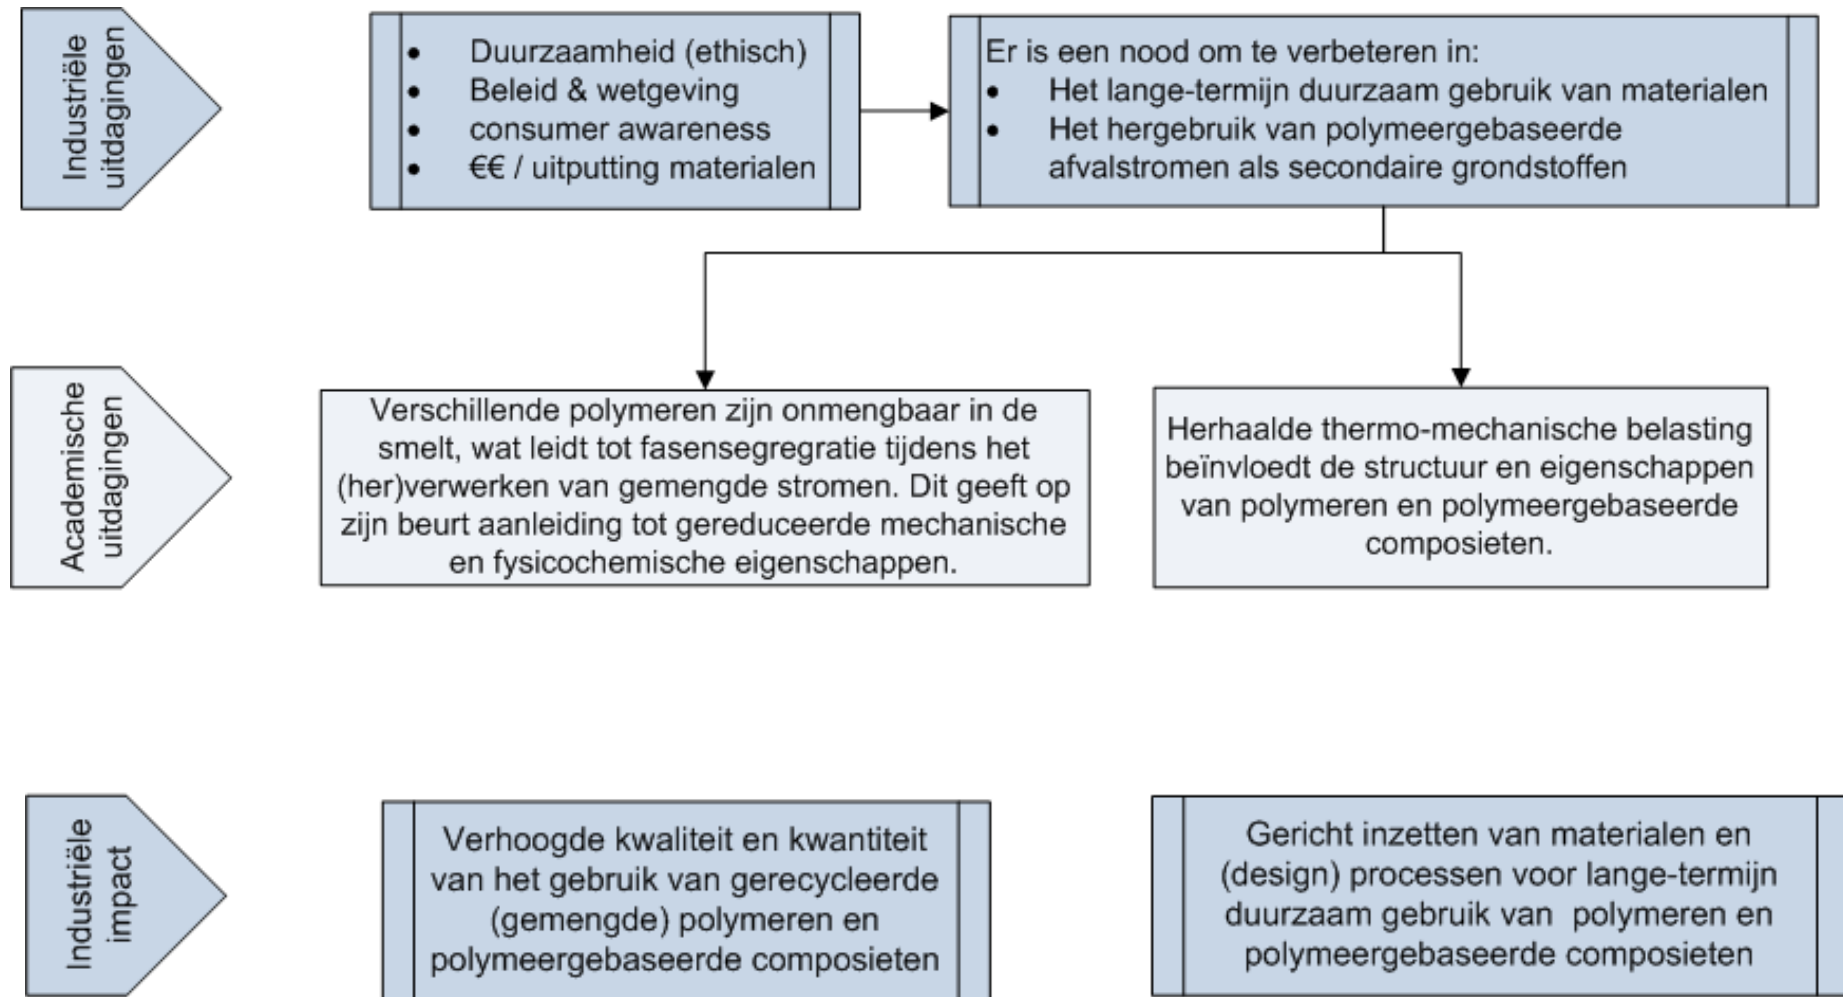 Industriële
uitdagingen
• Duurzaamheid (ethisch)
• Beleid & wetgeving
• consumer awareness
• €€ / uitputting materialen
Er is een nood om te verbeteren in:
• Het lange-termijn duurzaam gebruik van materialen
• Het hergebruik van polymeergebaseerde
afvalstromen als secondaire grondstoffen
Academische
uitdagingen
Verschillende polymeren zijn onmengbaar in de
smelt, wat leidt tot fasensegregratie tijdens het
(her)verwerken van gemengde stromen. Dit geeft op
zijn beurt aanleiding tot gereduceerde mechanische
en fysicochemische eigenschappen.
Herhaalde thermo-mechanische belasting
beïnvloedt de structuur en eigenschappen
van polymeren en polymeergebaseerde
composieten.
Industriële
impact
Verhoogde kwaliteit en kwantiteit
van het gebruik van gerecycleerde
(gemengde) polymeren en
polymeergebaseerde composieten
Gericht inzetten van materialen en
(design) processen voor lange-termijn
duurzaam gebruik van polymeren en
polymeergebaseerde composieten